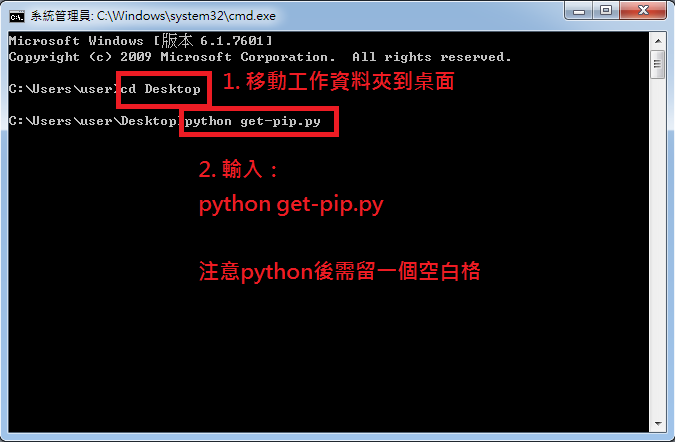 系統管理員: C:\Windows\system32\cmd.exe
Microsoft Windows [版本 6.1.7601]
Copyright (c) 2009 Microsoft Corporation.  All rights reserved.
C:\Users\user>cd Desktop
1. 移動工作資料夾到桌面
C:\Users\user\Desktop>python get-pip.py
2. 輸入：
python get-pip.py
注意python後需留一個空白格